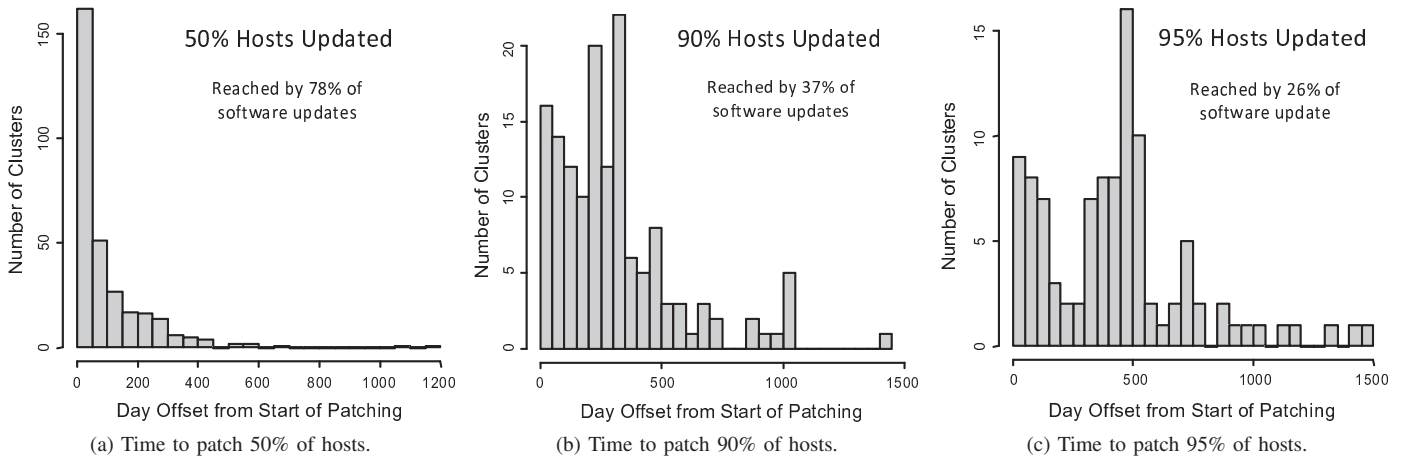 50% Hosts Updated
Reached by 78% of
software updates
Number of Clusters
0
50
100
150
0 200 400 600 800 1000 1200
Day Offset from Start of Patching
(a) Time to patch 50% of hosts.
90% Hosts Updated
Reached by 37% of
software updates
Number of Clusters
0
5
10
15
20
0 500 1000 1500
Day Offset from Start of Patching
(b) Time to patch 90% of hosts.
95% Hosts Updated
Reached by 26% of
software update
Number of Clusters
0
5
10
15
0 500 1000 1500
Day Offset from Start of Patching
(c) Time to patch 95% of hosts.